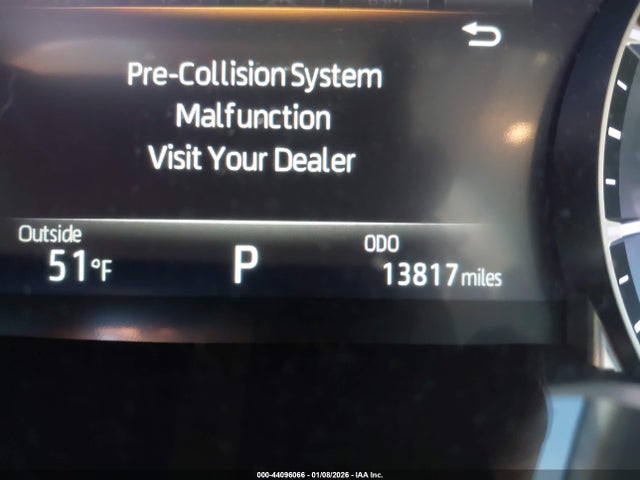 Pre-Collision System
Malfunction
Visit Your Dealer
Outside
51°F
P
ODO
13817 miles
000-44096066 - 01/08/2026 - IAA Inc.